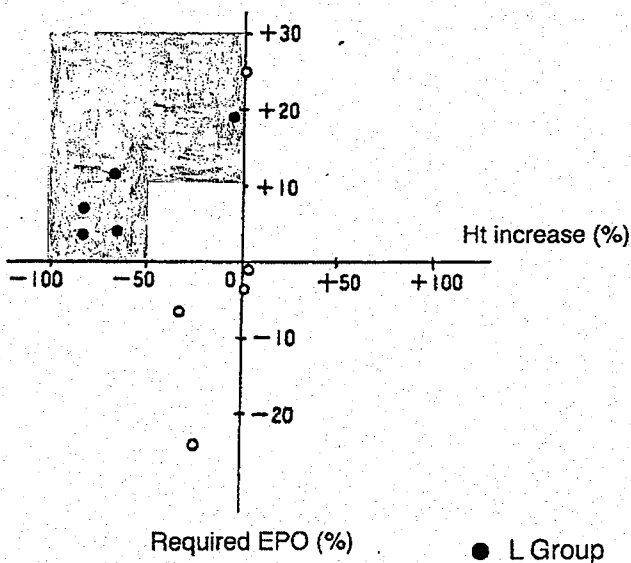 +30
+20
+10
Ht increase (%)
-100 -50 0 +50 +100
-10
-20
Required EPO (%)
● L Group